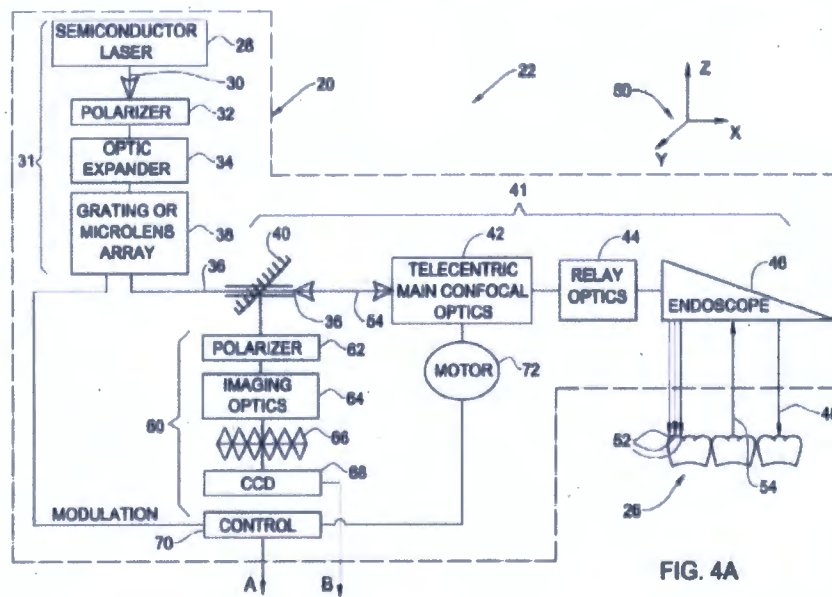 SEMICONDUCTOR
LASER
28
30
20
22
Z
80
X
Y
POLARIZER
32
31
OPTIC
EXPANDER
34
GRATING OR
MICROLENS
ARRAY
38
41
40
42
44
46
36
36
54
TELECENTRIC
MAIN CONFOCAL
OPTICS
RELAY
OPTICS
ENDOSCOPE
POLARIZER
62
MOTOR
72
IMAGING
OPTICS
64
60
66
52
CCD
68
54
26
MODULATION
CONTROL
70
A
B
FIG. 4A